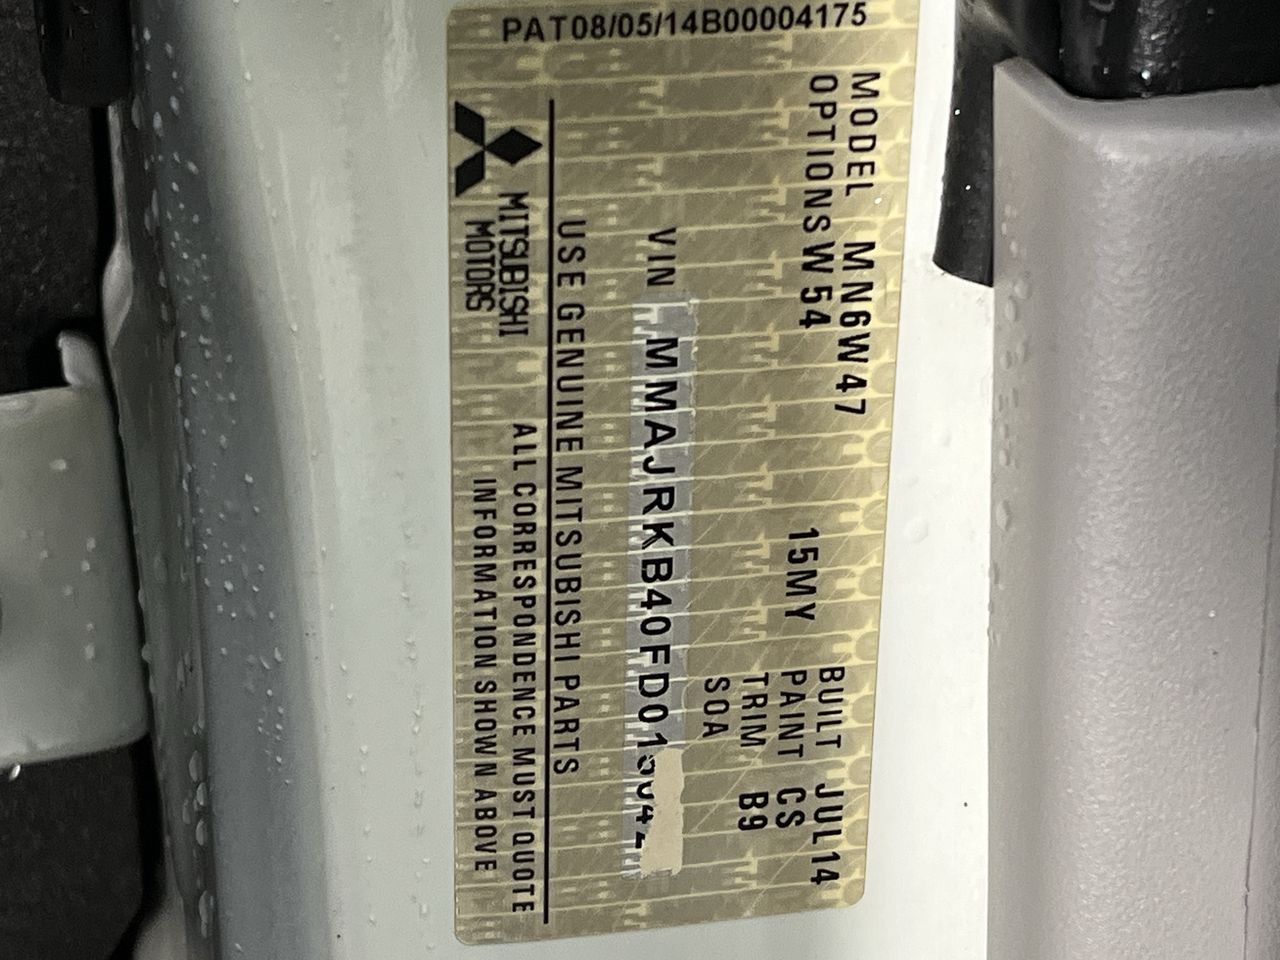 PAT08/05/14B00004175
MODEL MN6W47
OPTIONS W54 15MY
BUILT JUL14
PAINT CS
TRIM B9
SOA
VIN
USE GENUINE MITSUBISHI PARTS
MITSUBISHI
MOTORS
ALL CORRESPONDENCE MUST QUOTE
INFORMATION SHOWN ABOVE